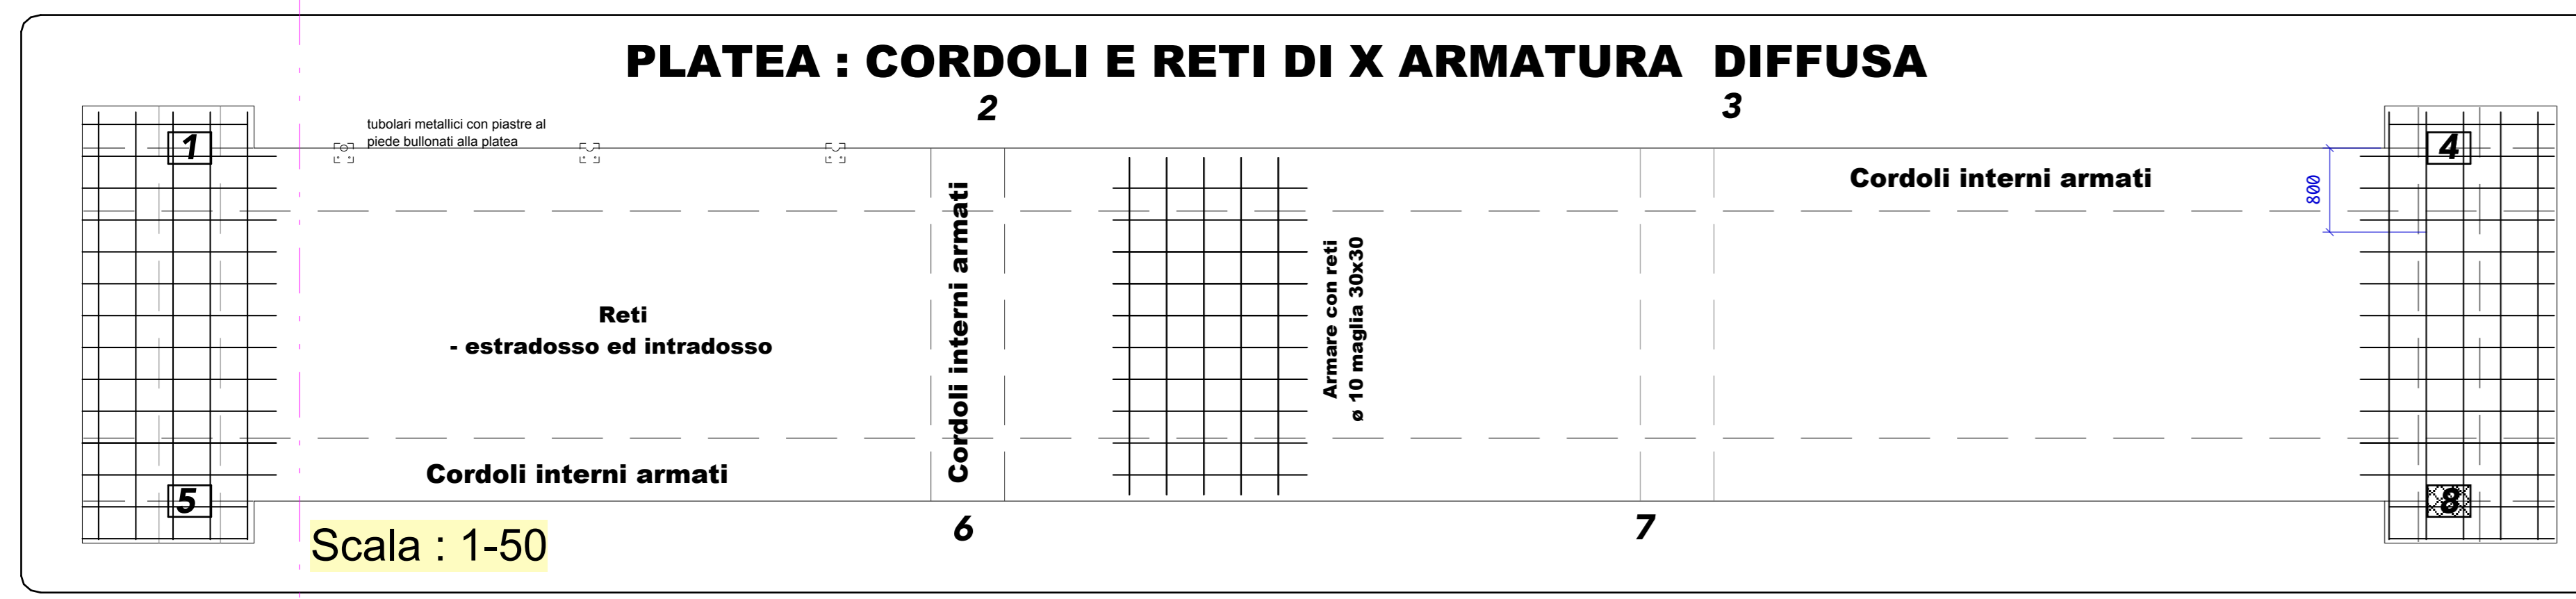 PLATEA : CORDOLI E RETI DI X ARMATURA DIFFUSA
2
3
tubolari metallici con piastre al
piede bullonati alla platea
1
4
Cordoli interni armati
800
Cordoli interni armati
Armare con reti
ø 10 maglia 30x30
Reti
- estradosso ed intradosso
Cordoli interni armati
5
8
6
7
Scala : 1-50